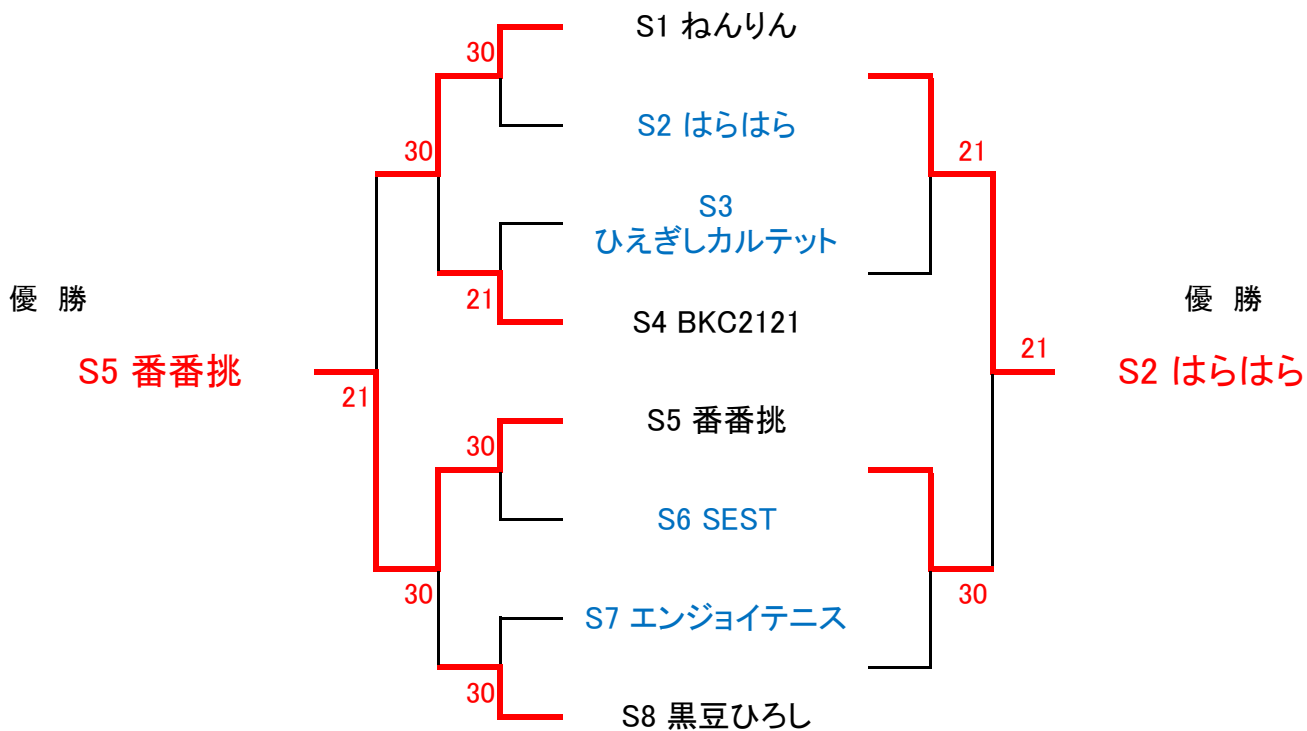 S1 ねんりん
30
S2 はらはら
30
21
S3
ひえぎしカルテット
21
優 勝
優 勝
S4 BKC2121
21
S5 番番挑
S2 はらはら
21
S5 番番挑
30
S6 SEST
30
30
S7 エンジョイテニス
30
S8 黒豆ひろし